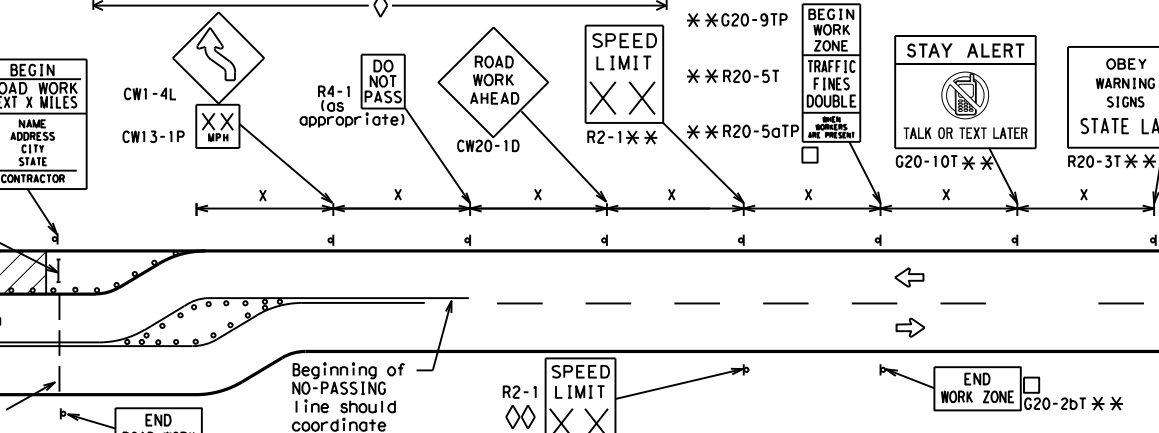 BEGIN
ROAD WORK
NEXT X MILES
NAME
ADDRESS
CITY
STATE
CONTRACTOR
CW1-4L
XX
MPH
CW13-1P
R4-1
(as
appropriate)
DO
NOT
PASS
ROAD
WORK
AHEAD
CW20-1D
SPEED
LIMIT
X X
R2-1**
**G20-9TP
**R20-5T
**R20-5aTP
BEGIN
WORK
ZONE
TRAFFIC
FINES
DOUBLE
WHEN
WORKERS
ARE PRESENT
STAY ALERT
TALK OR TEXT LATER
G20-10T**
OBEY
WARNING
SIGNS
STATE LA
R20-3T**
X X X X X X X
Beginning of
NO-PASSING
line should
coordinate
R2-1
SPEED
LIMIT
X X
END
WORK ZONE
G20-2bT**
END
ROAD WORK